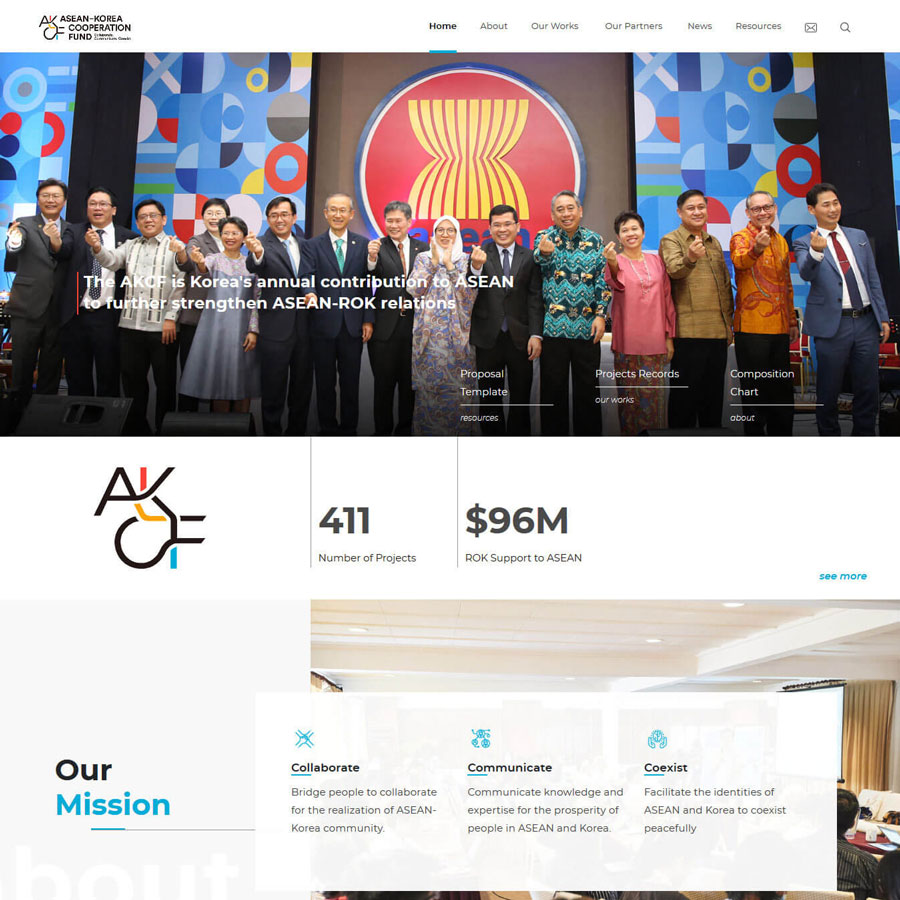 ASEAN-KOREA
COOPERATION
FUND
Home
About
Our Works
Our Partners
News
Resources
asean
The AKCF is Korea's annual contribution to ASEAN
to further strengthen ASEAN-ROK relations
Proposal
Template
resources
Projects Records
our works
Composition
Chart
about
AKCF
411
Number of Projects
$96M
ROK Support to ASEAN
see more
Our
Mission
about
Collaborate
Bridge people to collaborate
for the realization of ASEAN-
Korea community.
Communicate
Communicate knowledge and
expertise for the prosperity of
people in ASEAN and Korea.
Coexist
Facilitate the identities of
ASEAN and Korea to coexist
peacefully